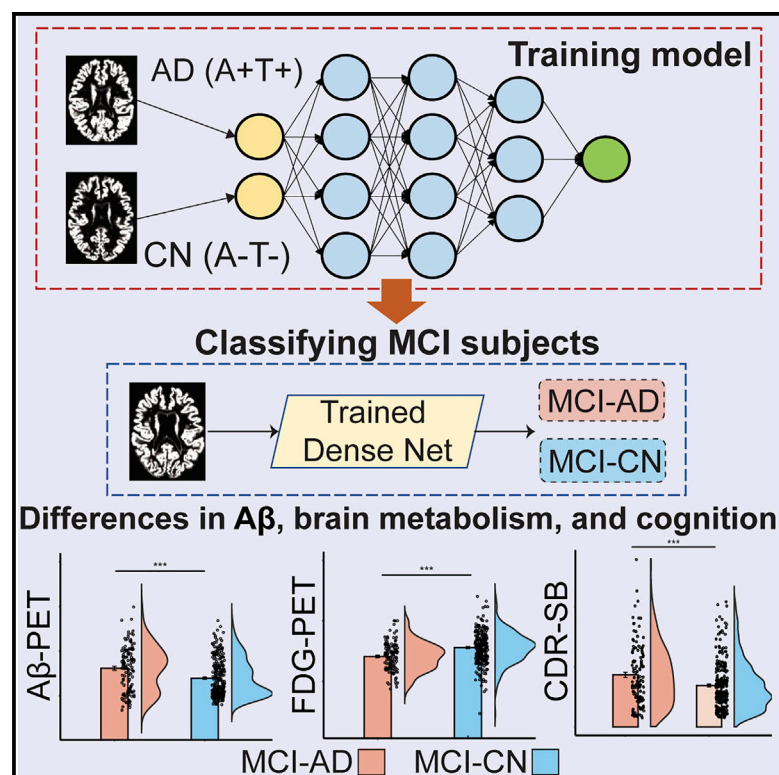 Training model
AD (A+T+)
CN (A-T-)
Classifying MCI subjects
Trained
Dense Net
MCI-AD
MCI-CN
Differences in Aβ, brain metabolism, and cognition
Aβ-PET
***
FDG-PET
***
CDR-SB
***
MCI-AD
MCI-CN